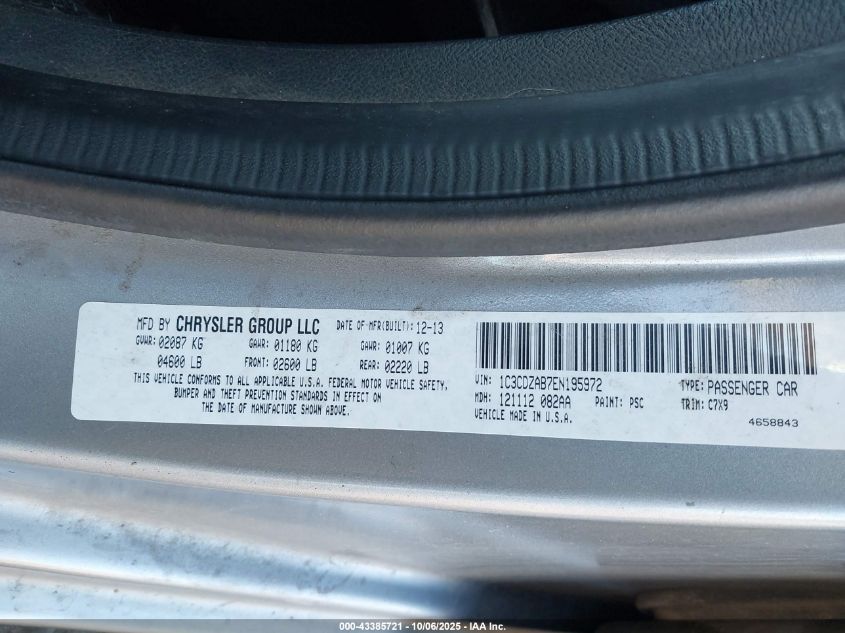 MFD BY CHRYSLER GROUP LLC DATE OF MFR(BUILT): 12-13
GVWR: 02087 KG GAWR: 01180 KG GAWR: 01007 KG
04600 LB FRONT: 02600 LB REAR: 02220 LB
THIS VEHICLE CONFORMS TO ALL APPLICABLE U.S.A. FEDERAL MOTOR VEHICLE SAFETY,
BUMPER AND THEFT PREVENTION STANDARDS IN EFFECT ON
THE DATE OF MANUFACTURE SHOWN ABOVE.
VIN: 1C3CDZAB7EN195972 TYPE: PASSENGER CAR
MDH: 121112 082AA PAINT: PSC TRIM: C7X9
VEHICLE MADE IN U.S.A. 4658843
000-43385721 - 10/06/2025 - IAA Inc.